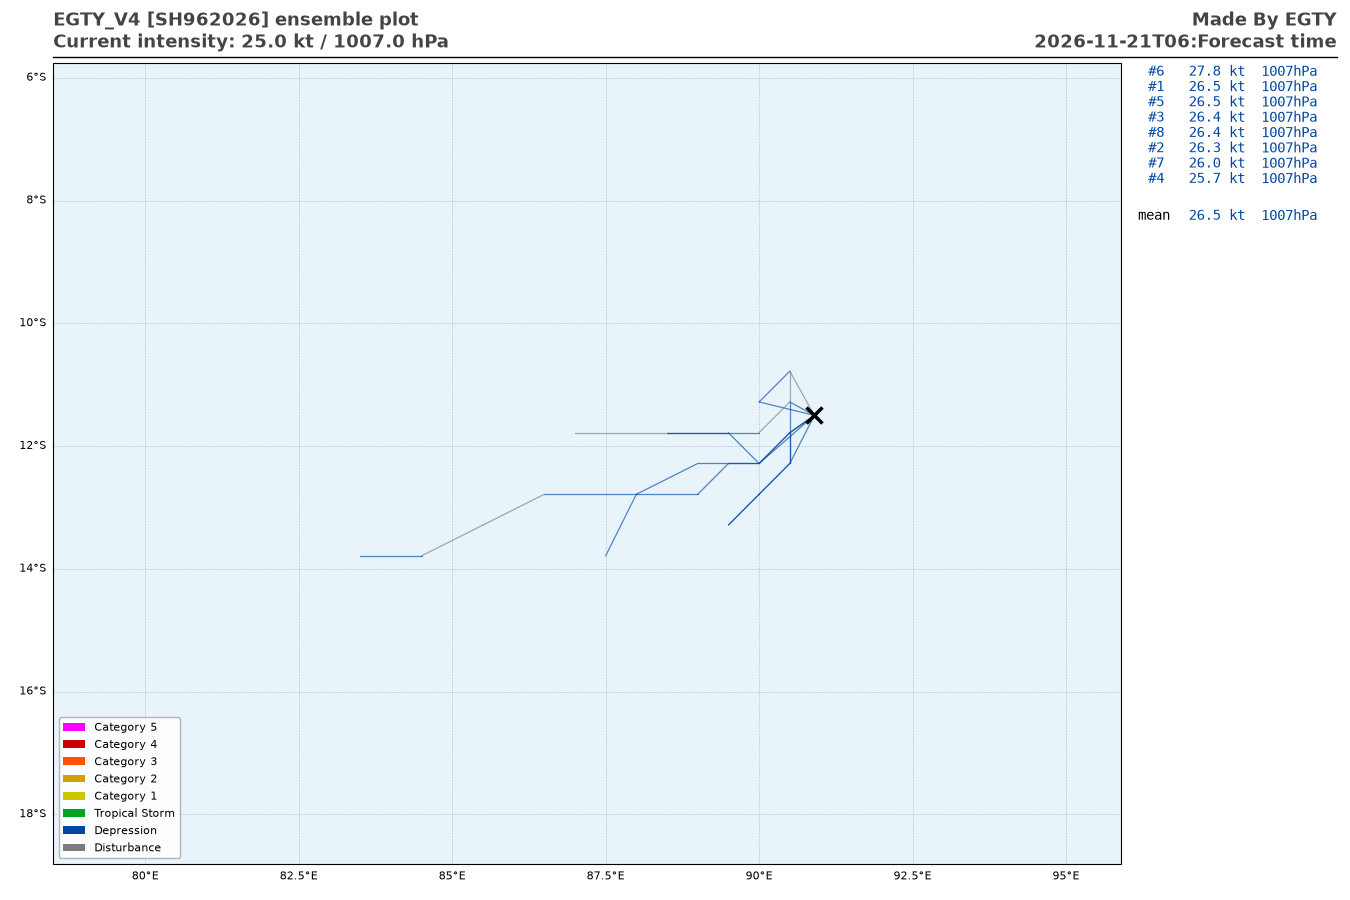 EGTY_V4 [SH962026] ensemble plot
Current intensity: 25.0 kt / 1007.0 hPa
Made By EGTY
2026-11-21T06:Forecast time
#6 27.8 kt 1007hPa
#1 26.5 kt 1007hPa
#5 26.5 kt 1007hPa
#3 26.4 kt 1007hPa
#8 26.4 kt 1007hPa
#2 26.3 kt 1007hPa
#7 26.0 kt 1007hPa
#4 25.7 kt 1007hPa
mean 26.5 kt 1007hPa
6°S
8°S
10°S
12°S
14°S
16°S
18°S
Category 5
Category 4
Category 3
Category 2
Category 1
Tropical Storm
Depression
Disturbance
80°E
82.5°E
85°E
87.5°E
90°E
92.5°E
95°E